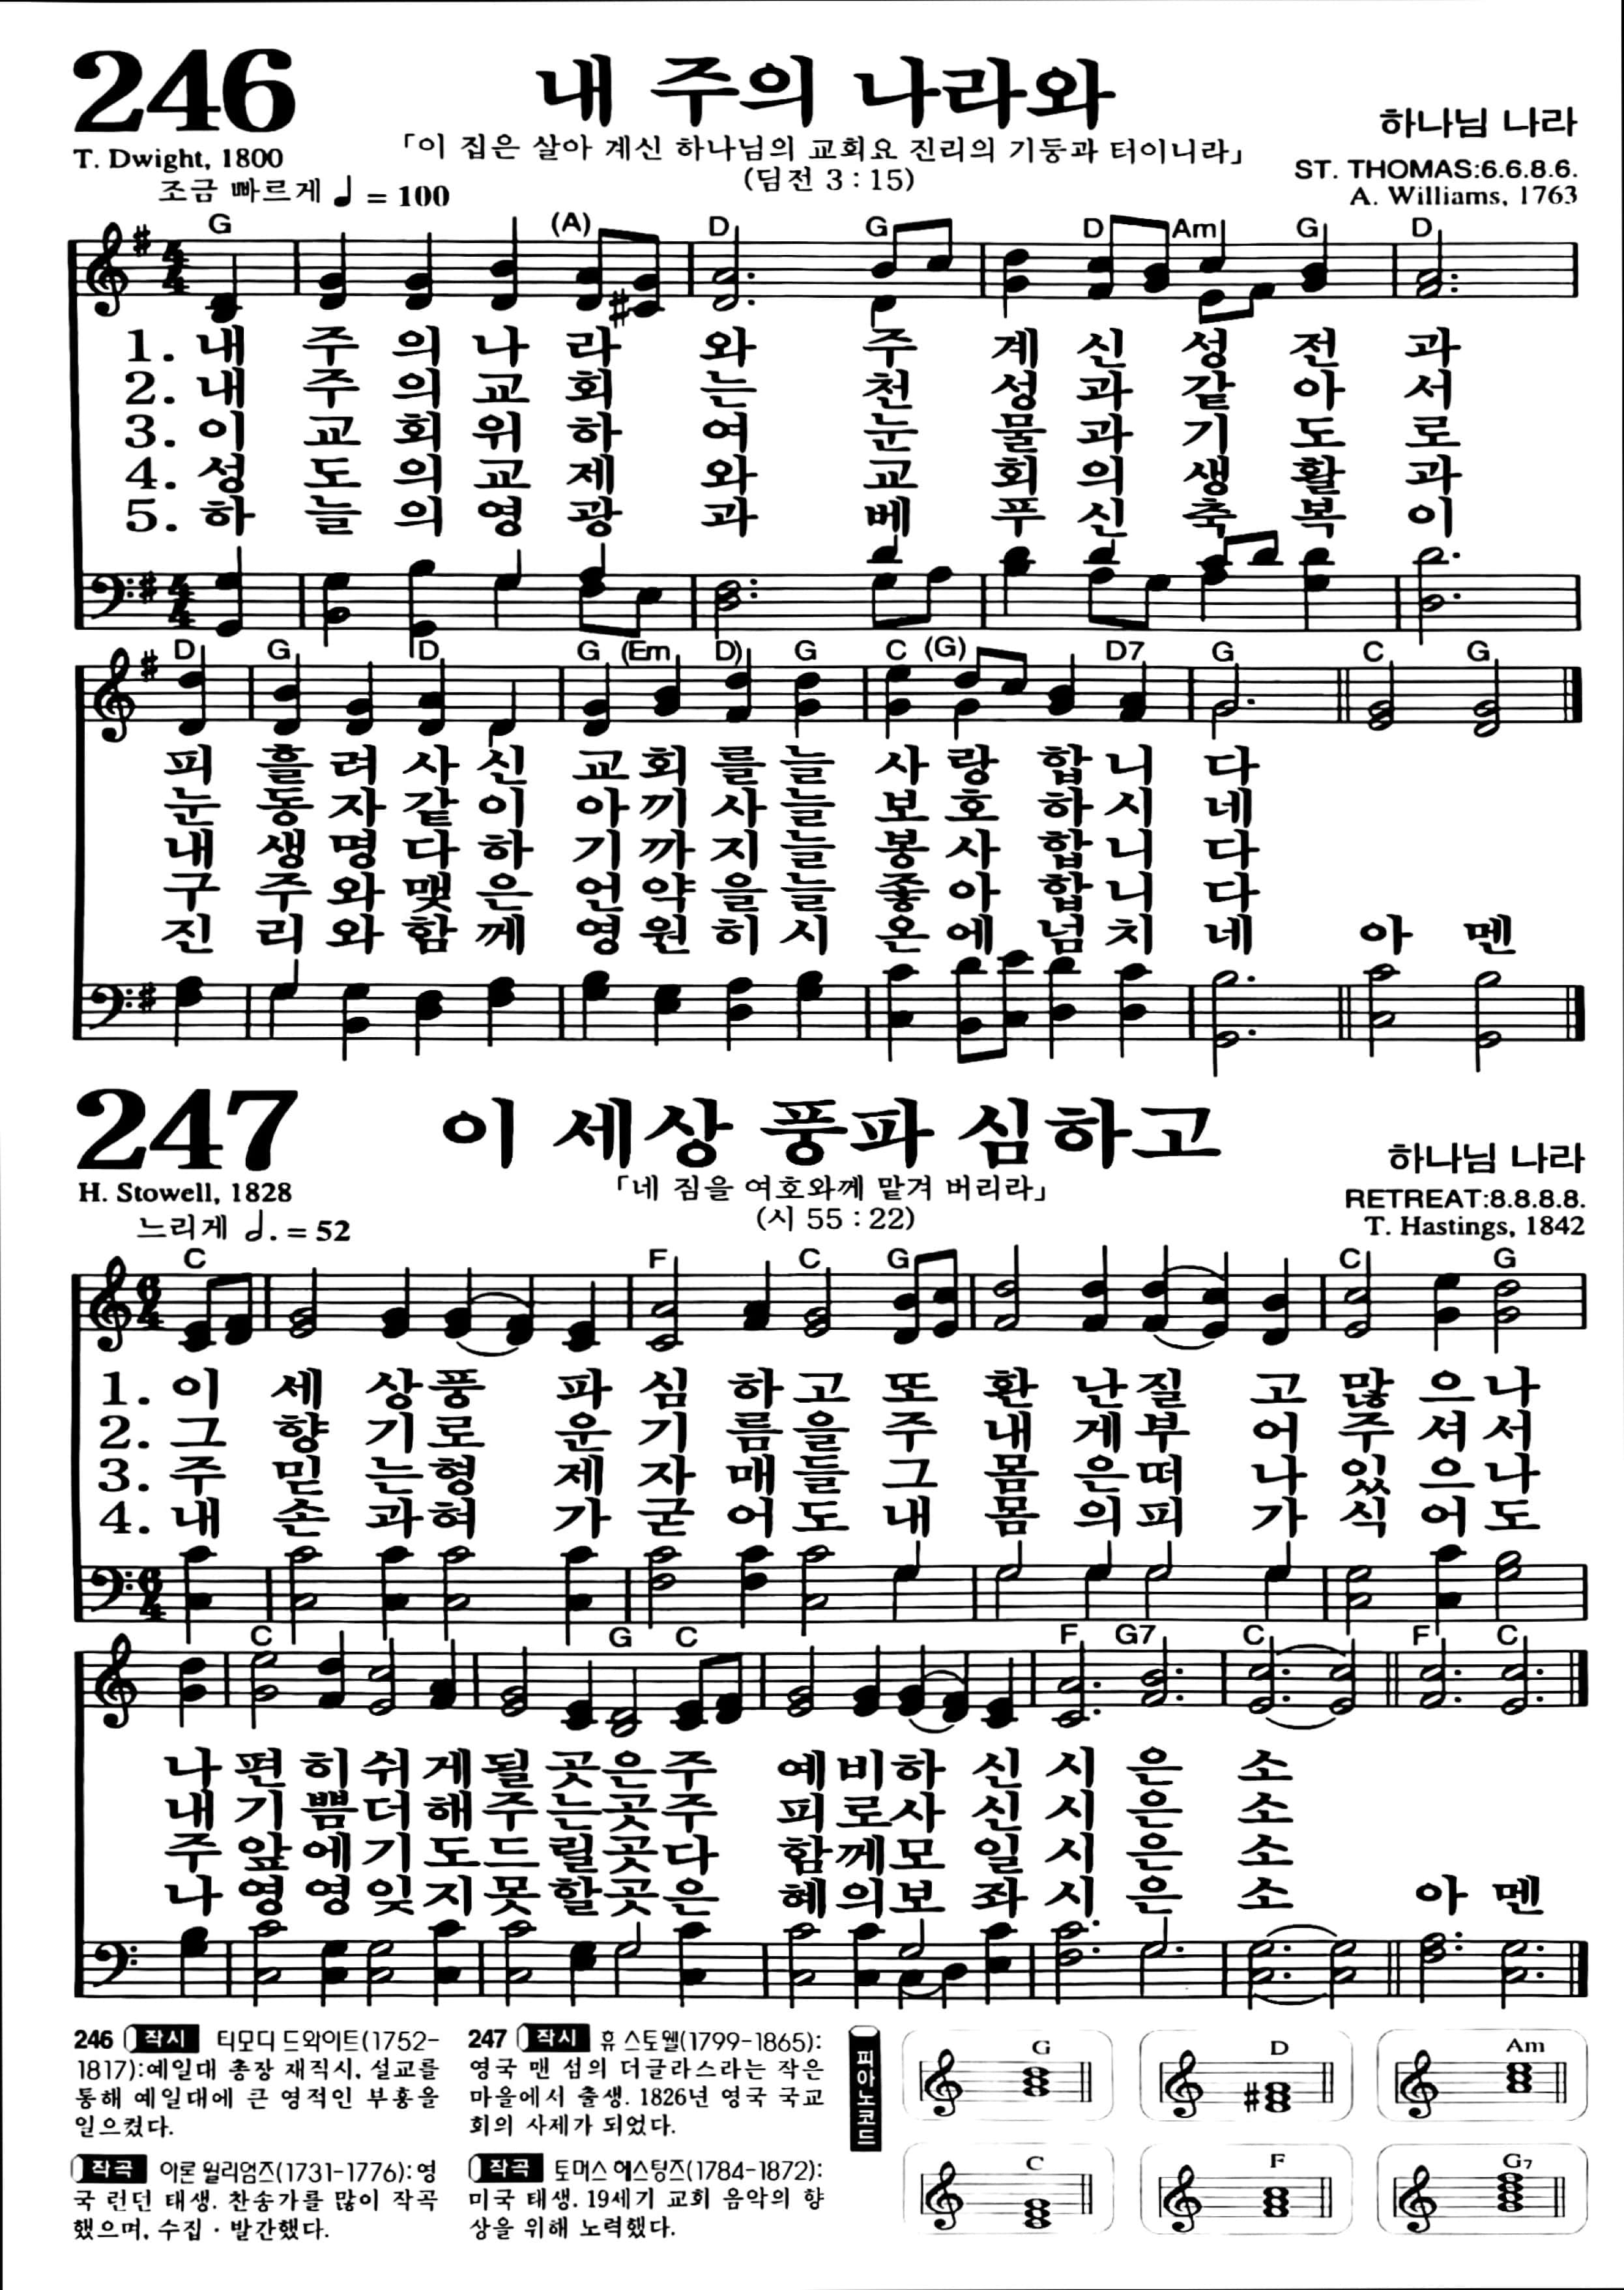 246
내 주의 나라와
하나님 나라
T. Dwight, 1800
「이 집은 살아 계신 하나님의 교회요 진리의 기둥과 터이니라」
(딤전 3 : 15)
ST. THOMAS:6.6.8.6.
A. Williams, 1763
조금 빠르게 ♩ = 100
G (A) D G D Am G D
1. 내 주 의 나 라 와 주 계 신 성 전 과
2. 내 주 의 교 회 는 천 성 과 같 아 서
3. 이 교 회 위 하 여 눈 물 과 기 도 로
4. 성 도 의 교 제 와 교 회 의 생 활 과
5. 하 늘 의 영 광 과 베 푸 신 축 복 이
D G D G (Em D) G C (G) D7 G C G
피 흘 려 사 신 교 회 를 늘 사 랑 합 니 다
눈 동 자 같 이 아 끼 사 늘 보 호 하 시 네
내 생 명 다 하 기 까 지 늘 봉 사 합 니 다
구 주 와 맺 은 언 약 을 늘 좋 아 합 니 다
진 리 와 함 께 영 원 히 시 온 에 넘 치 네 아 멘
247
이 세상 풍파 심하고
하나님 나라
H. Stowell, 1828
「네 짐을 여호와께 맡겨 버리라」
(시 55 : 22)
RETREAT:8.8.8.8.
T. Hastings, 1842
느리게 𝅗𝅥. = 52
C F C G C G
1. 이 세 상 풍 파 심 하 고 또 환 난 질 고 많 으 나
2. 그 향 기 로 운 기 름 을 주 내 게 부 어 주 셔 서
3. 주 믿 는 형 제 자 매 들 그 몸 은 떠 나 있 으 나
4. 내 손 과 혀 가 굳 어 도 내 몸 의 피 가 식 어 도
C G C F G7 C F C
나 편 히 쉬 게 될 곳 은 주 예 비 하 신 시 은 소
내 기 쁨 더 해 주 는 곳 주 피 로 사 신 시 은 소
주 앞 에 기 도 드 릴 곳 다 함 께 모 일 시 은 소
나 영 영 잊 지 못 할 곳 은 혜 의 보 좌 시 은 소 아 멘
246 작시 티모디 드와이트(1752-
1817):예일대 총장 재직시, 설교를
통해 예일대에 큰 영적인 부흥을
일으켰다.
작곡 아론 윌리엄즈(1731-1776):영
국 런던 태생. 찬송가를 많이 작곡
했으며, 수집 · 발간했다.
247 작시 휴 스토웰(1799-1865):
영국 맨 섬의 더글라스라는 작은
마을에서 출생. 1826년 영국 국교
회의 사제가 되었다.
작곡 토머스 헤스팅즈(1784-1872):
미국 태생. 19세기 교회 음악의 향
상을 위해 노력했다.
피아노코드
G D Am
C F G7